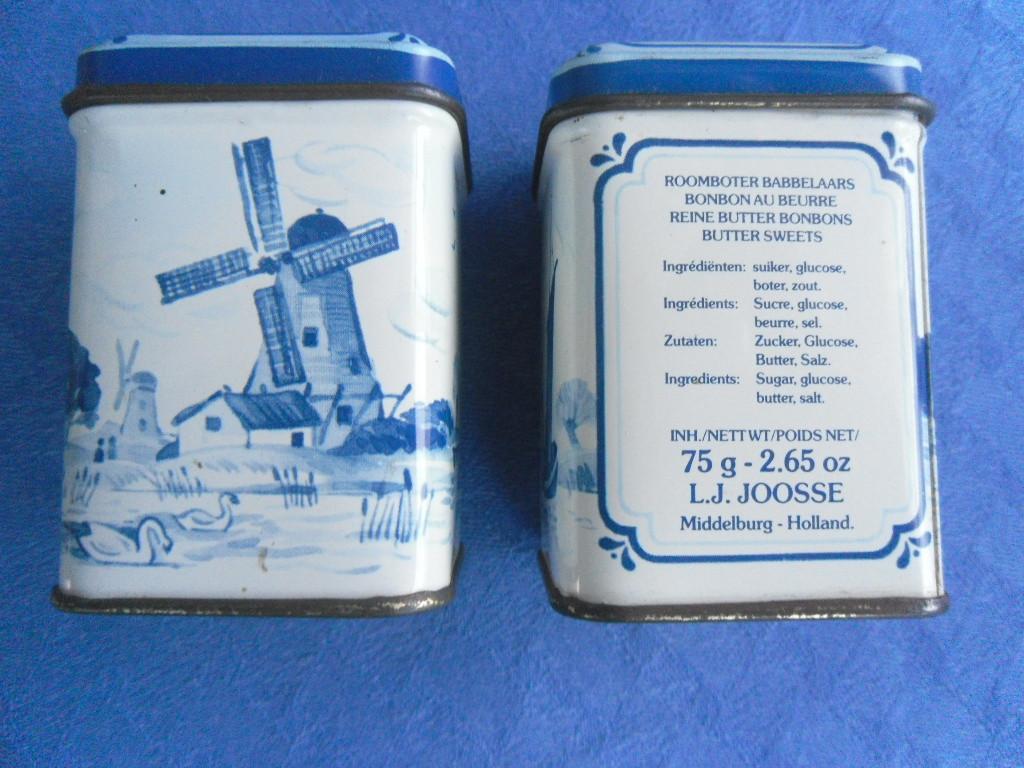 ROOMBOTER BABBELAARS
BONBON AU BEURRE
REINE BUTTER BONBONS
BUTTER SWEETS
Ingrédiënten: suiker, glucose,
boter, zout.
Ingrédients: Sucre, glucose,
beurre, sel.
Zutaten: Zucker, Glucose,
Butter, Salz.
Ingredients: Sugar, glucose,
butter, salt.
INH./NETT WT/POIDS NET/
75 g - 2.65 oz
L.J. JOOSSE
Middelburg - Holland.